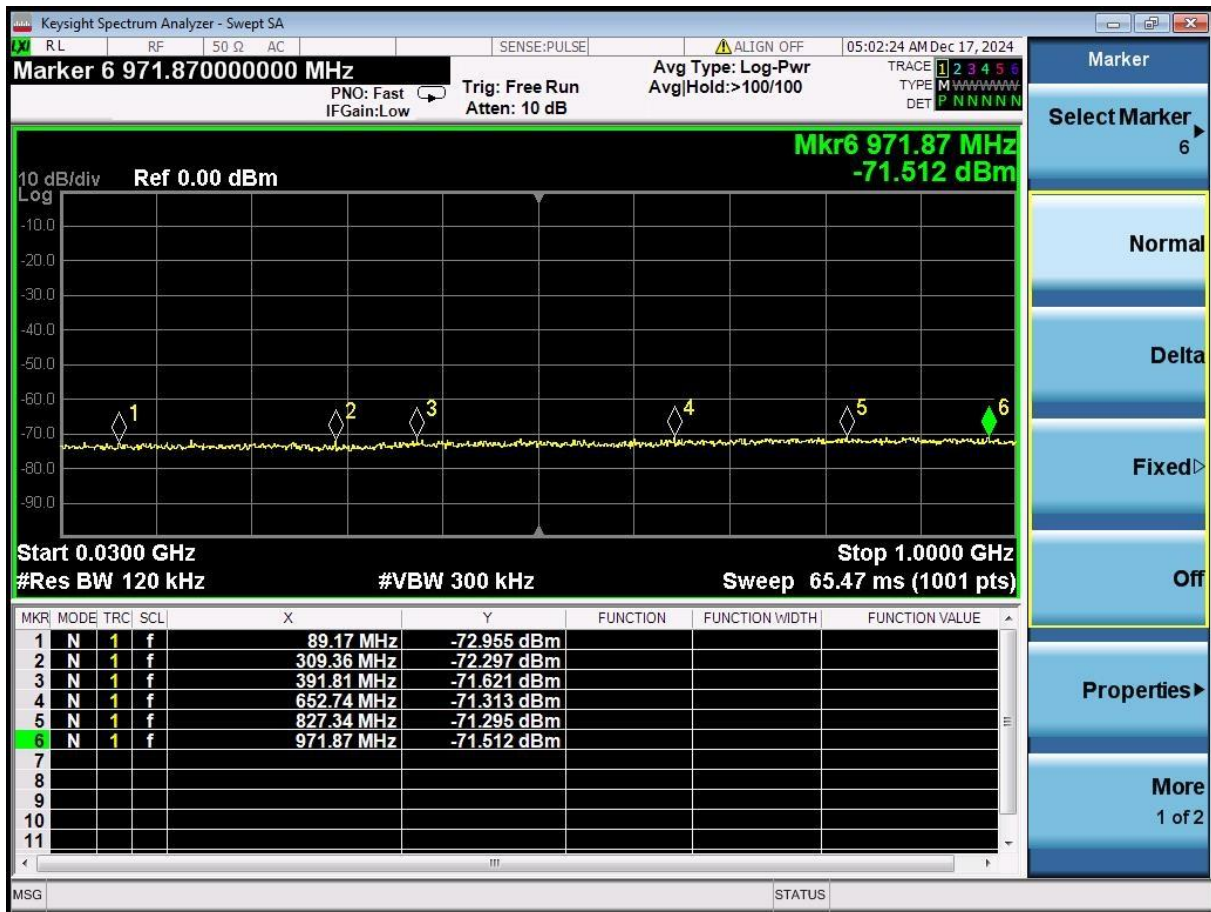 Keysight Spectrum Analyzer - Swept SA
LXI RL RF 50 Ω AC SENSE:PULSE ALIGN OFF 05:02:24 AM Dec 17, 2024
Marker 6 971.870000000 MHz
PNO: Fast
IFGain:Low
Trig: Free Run
Atten: 10 dB
Avg Type: Log-Pwr
Avg|Hold:>100/100
TRACE 1 2 3 4 5 6
TYPE M WWWWW
DET P N N N N N
Mkr6 971.87 MHz
-71.512 dBm
10 dB/div Ref 0.00 dBm
Log
-10.0
-20.0
-30.0
-40.0
-50.0
-60.0
-70.0
-80.0
-90.0
1 2 3 4 5 6
Start 0.0300 GHz Stop 1.0000 GHz
#Res BW 120 kHz #VBW 300 kHz Sweep 65.47 ms (1001 pts)
MKR MODE TRC SCL X Y FUNCTION FUNCTION WIDTH FUNCTION VALUE
1 N 1 f 89.17 MHz -72.955 dBm
2 N 1 f 309.36 MHz -72.297 dBm
3 N 1 f 391.81 MHz -71.621 dBm
4 N 1 f 652.74 MHz -71.313 dBm
5 N 1 f 827.34 MHz -71.295 dBm
6 N 1 f 971.87 MHz -71.512 dBm
7
8
9
10
11
MSG STATUS
Marker
Select Marker
6
Normal
Delta
Fixed
Off
Properties
More
1 of 2